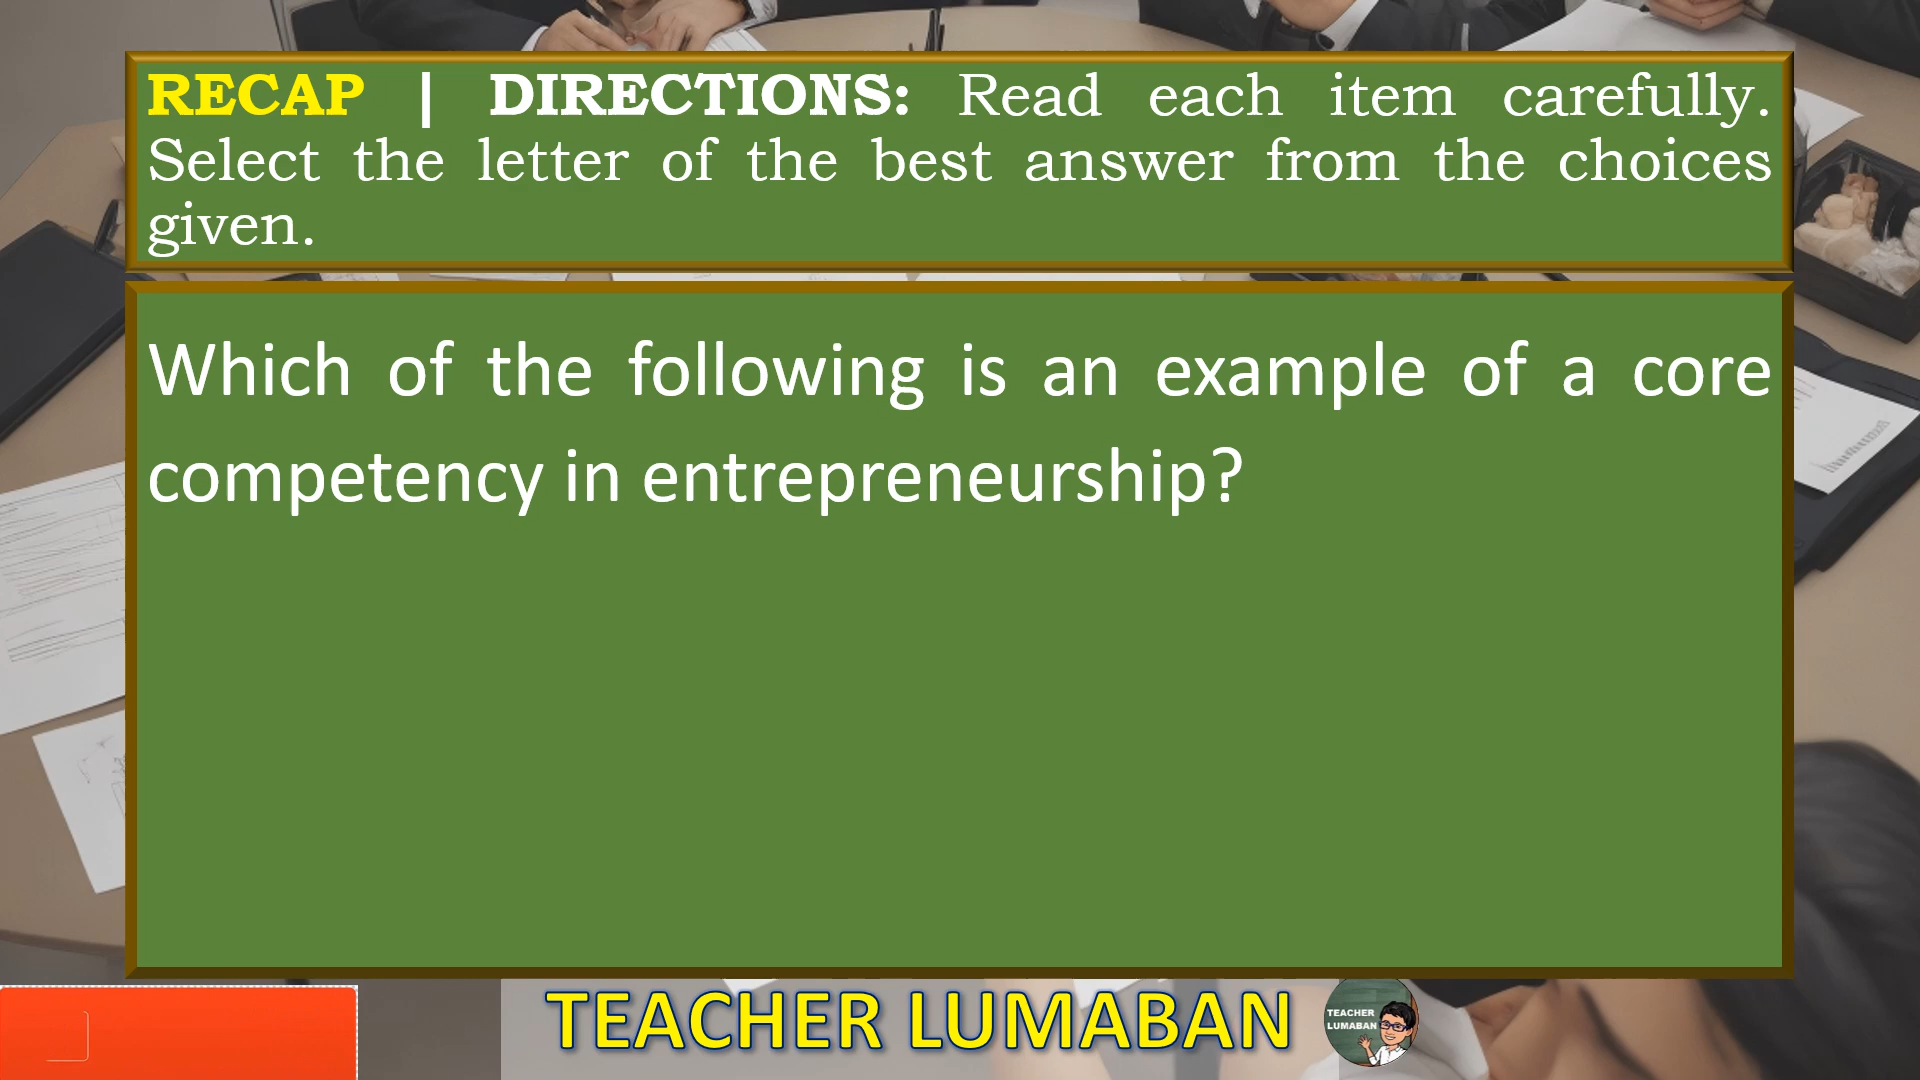 RECAP | DIRECTIONS: Read each item carefully.
Select the letter of the best answer from the choices
given.
Which of the following is an example of a core
competency in entrepreneurship?
TEACHER LUMABAN
TEACHER
LUMABAN